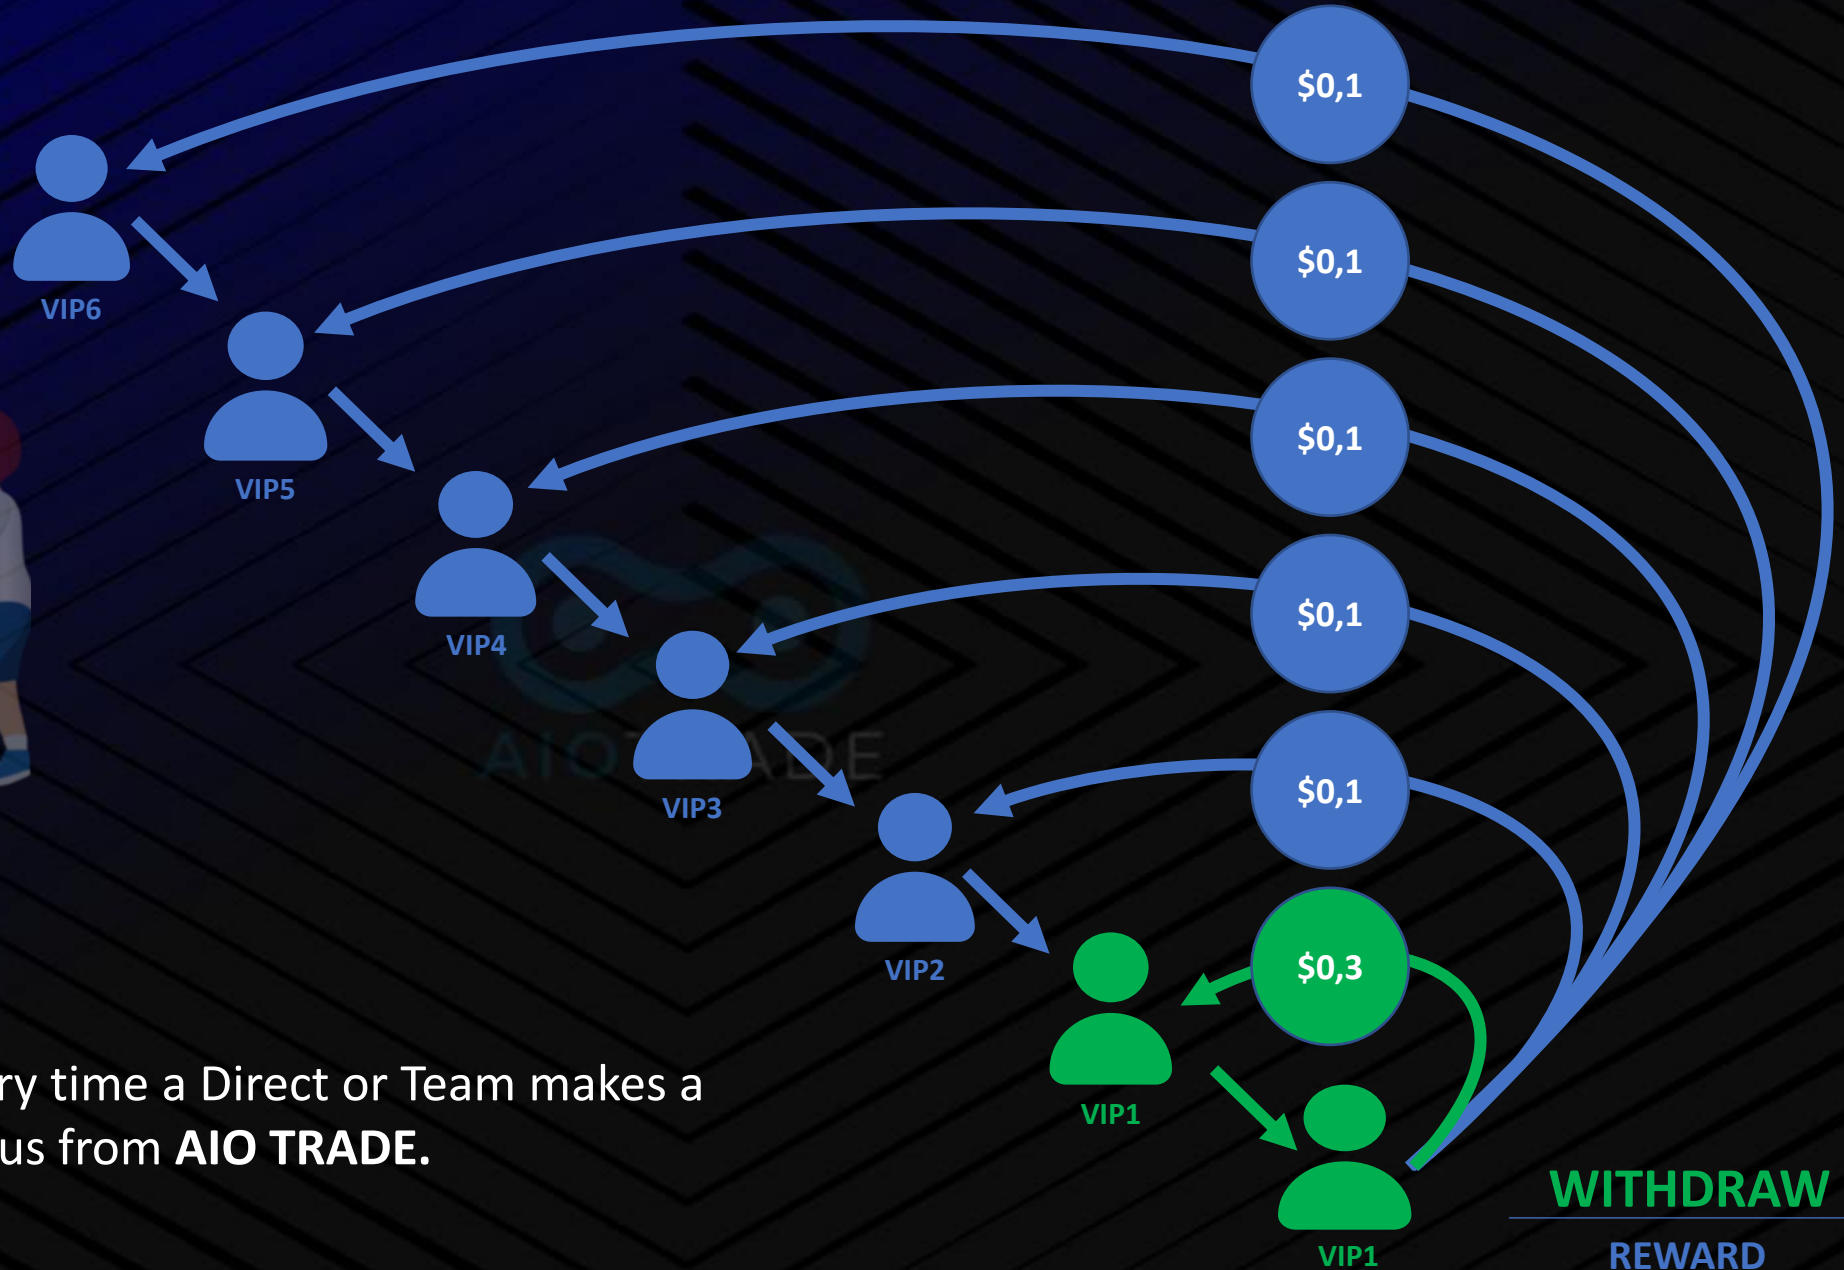 $0,1
$0,1
VIP6
$0,1
VIP5
$0,1
VIP4
AIOTRADE
$0,1
VIP3
$0,3
VIP2
ry time a Direct or Team makes a
VIP1
us from AIO TRADE.
WITHDRAW
VIP1
REWARD